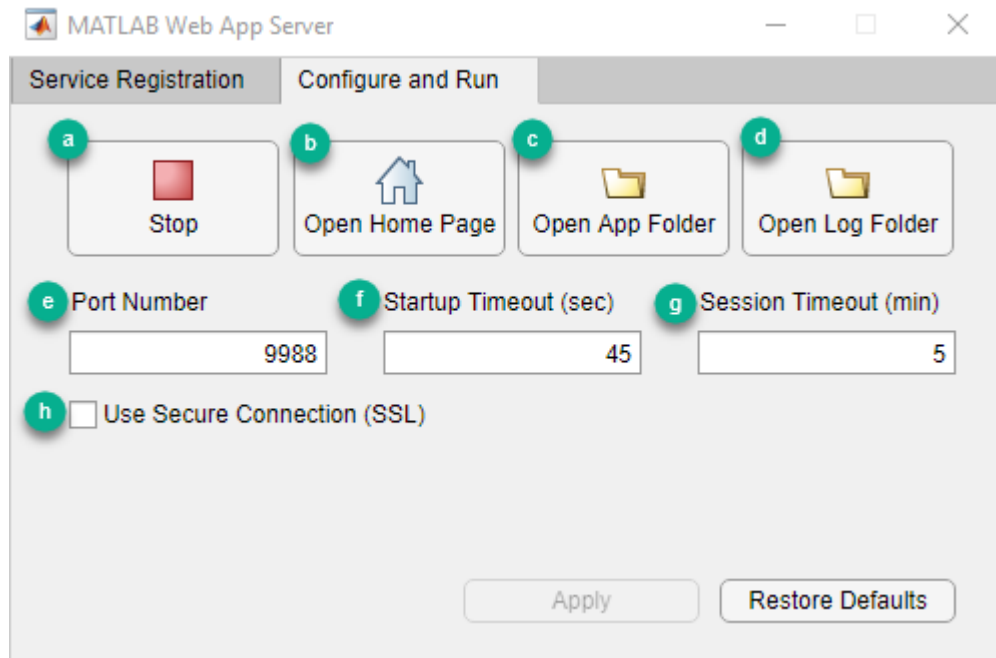 MATLAB Web App Server
Service Registration Configure and Run
a b c d
Stop Open Home Page Open App Folder Open Log Folder
e Port Number f Startup Timeout (sec) g Session Timeout (min)
9988 45 5
h Use Secure Connection (SSL)
Apply Restore Defaults